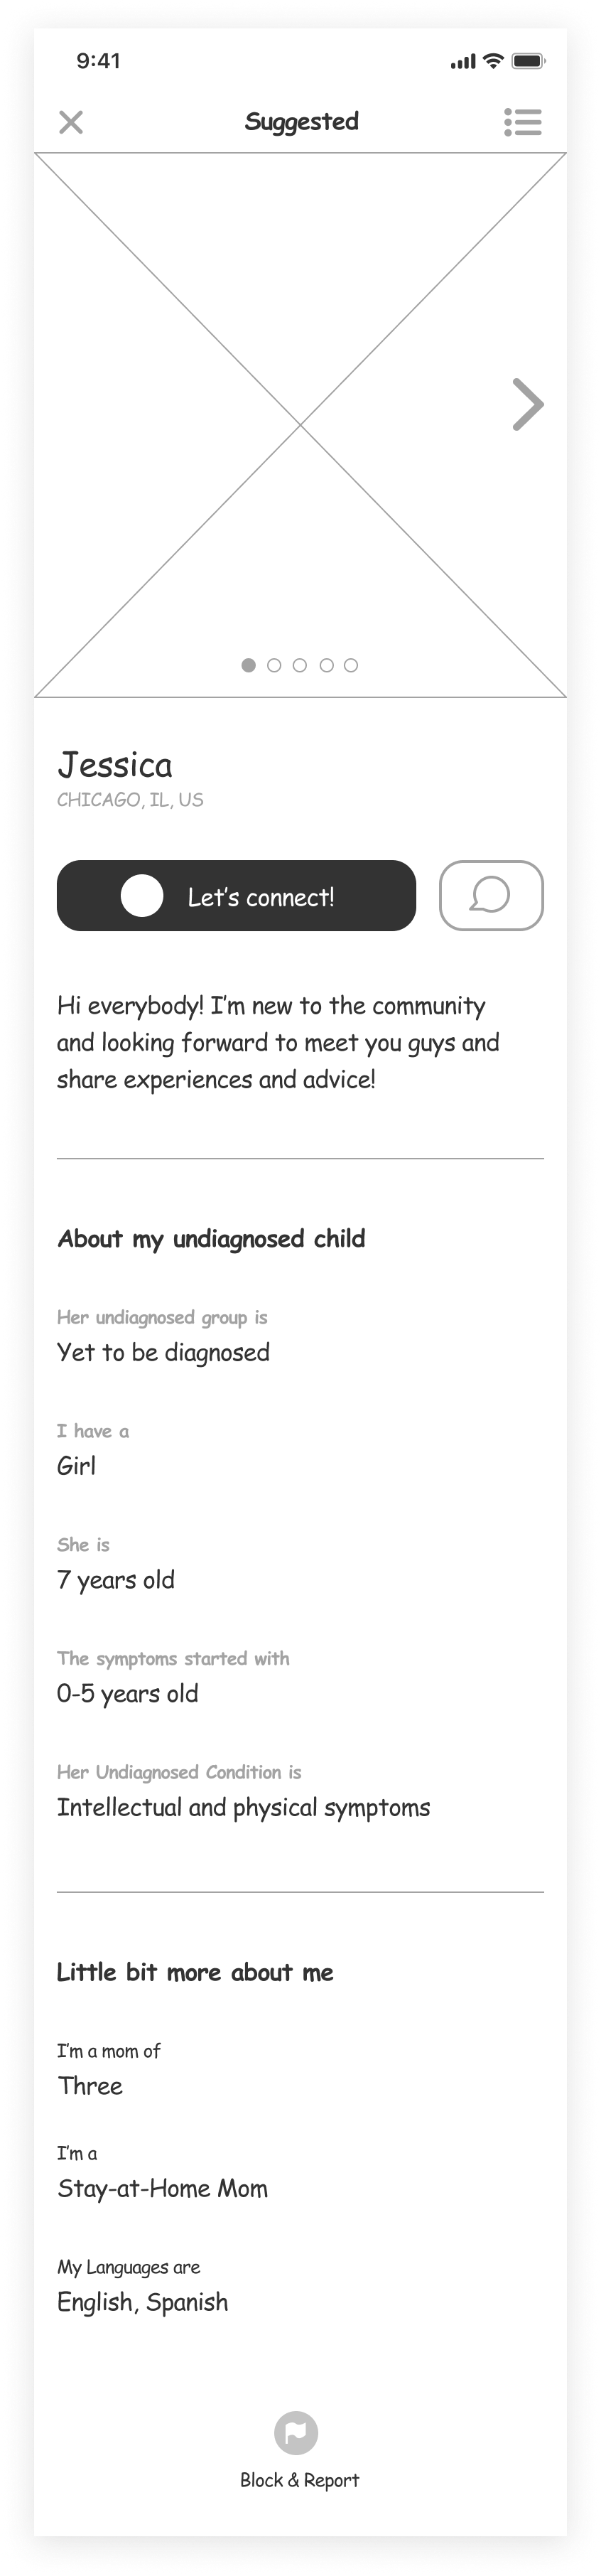 9:41
Suggested
Jessica
CHICAGO, IL, US
Let's connect!
Hi everybody! I'm new to the community
and looking forward to meet you guys and
share experiences and advice!
About my undiagnosed child
Her undiagnosed group is
Yet to be diagnosed
I have a
Girl
She is
7 years old
The symptoms started with
0-5 years old
Her Undiagnosed Condition is
Intellectual and physical symptoms
Little bit more about me
I'm a mom of
Three
I'm a
Stay-at-Home Mom
My Languages are
English, Spanish
Block & Report